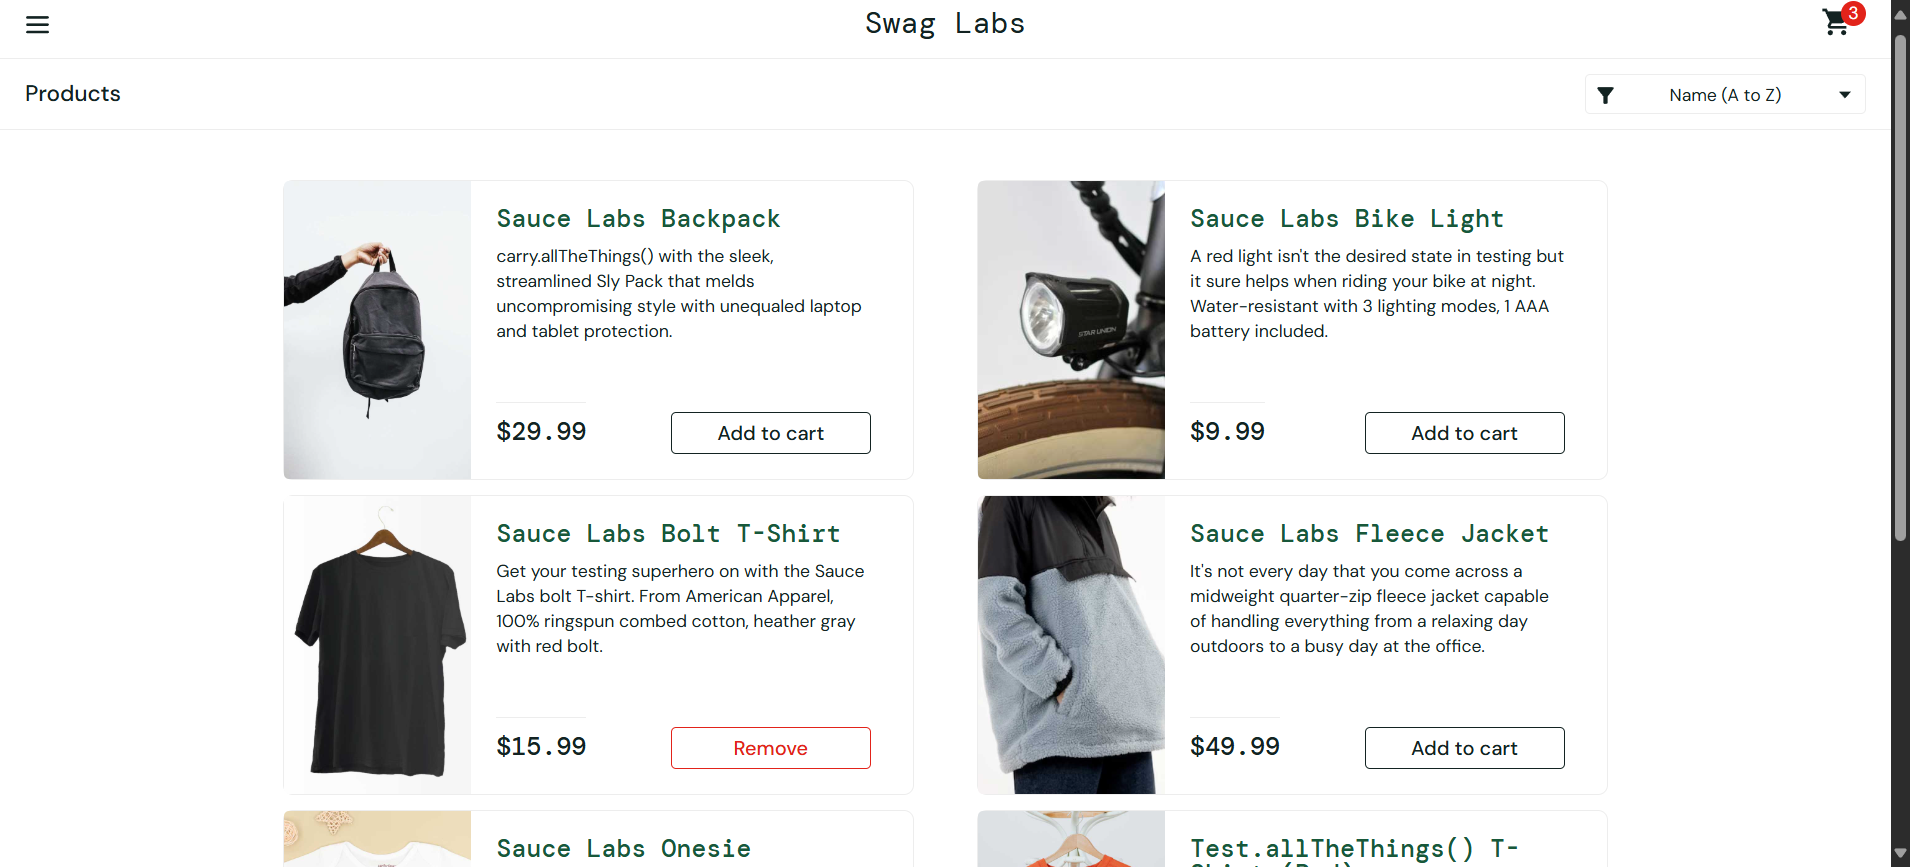 Swag Labs
3
Products
Name (A to Z)
Sauce Labs Backpack
carry.allTheThings() with the sleek,
streamlined Sly Pack that melds
uncompromising style with unequaled laptop
and tablet protection.
$29.99
Add to cart
Sauce Labs Bike Light
A red light isn't the desired state in testing but
it sure helps when riding your bike at night.
Water-resistant with 3 lighting modes, 1 AAA
battery included.
$9.99
Add to cart
STAR UNION
Sauce Labs Bolt T-Shirt
Get your testing superhero on with the Sauce
Labs bolt T-shirt. From American Apparel,
100% ringspun combed cotton, heather gray
with red bolt.
$15.99
Remove
Sauce Labs Fleece Jacket
It's not every day that you come across a
midweight quarter-zip fleece jacket capable
of handling everything from a relaxing day
outdoors to a busy day at the office.
$49.99
Add to cart
Sauce Labs Onesie
Test.allTheThings() T-
Shirt (Red)